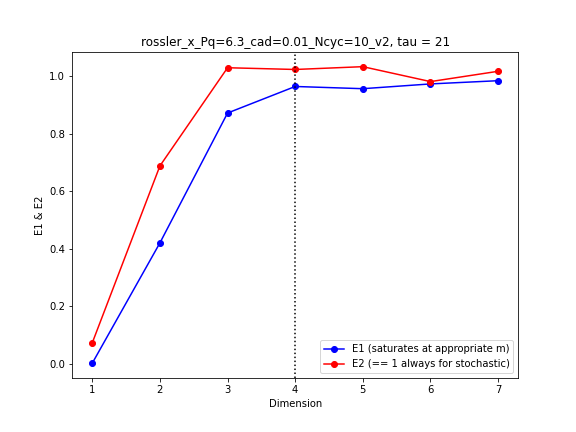 rossler_x_Pq=6.3_cad=0.01_Ncyc=10_v2, tau = 21
E1 & E2
1.0
0.8
0.6
0.4
0.2
0.0
1 2 3 4 5 6 7
Dimension
E1 (saturates at appropriate m)
E2 (== 1 always for stochastic)